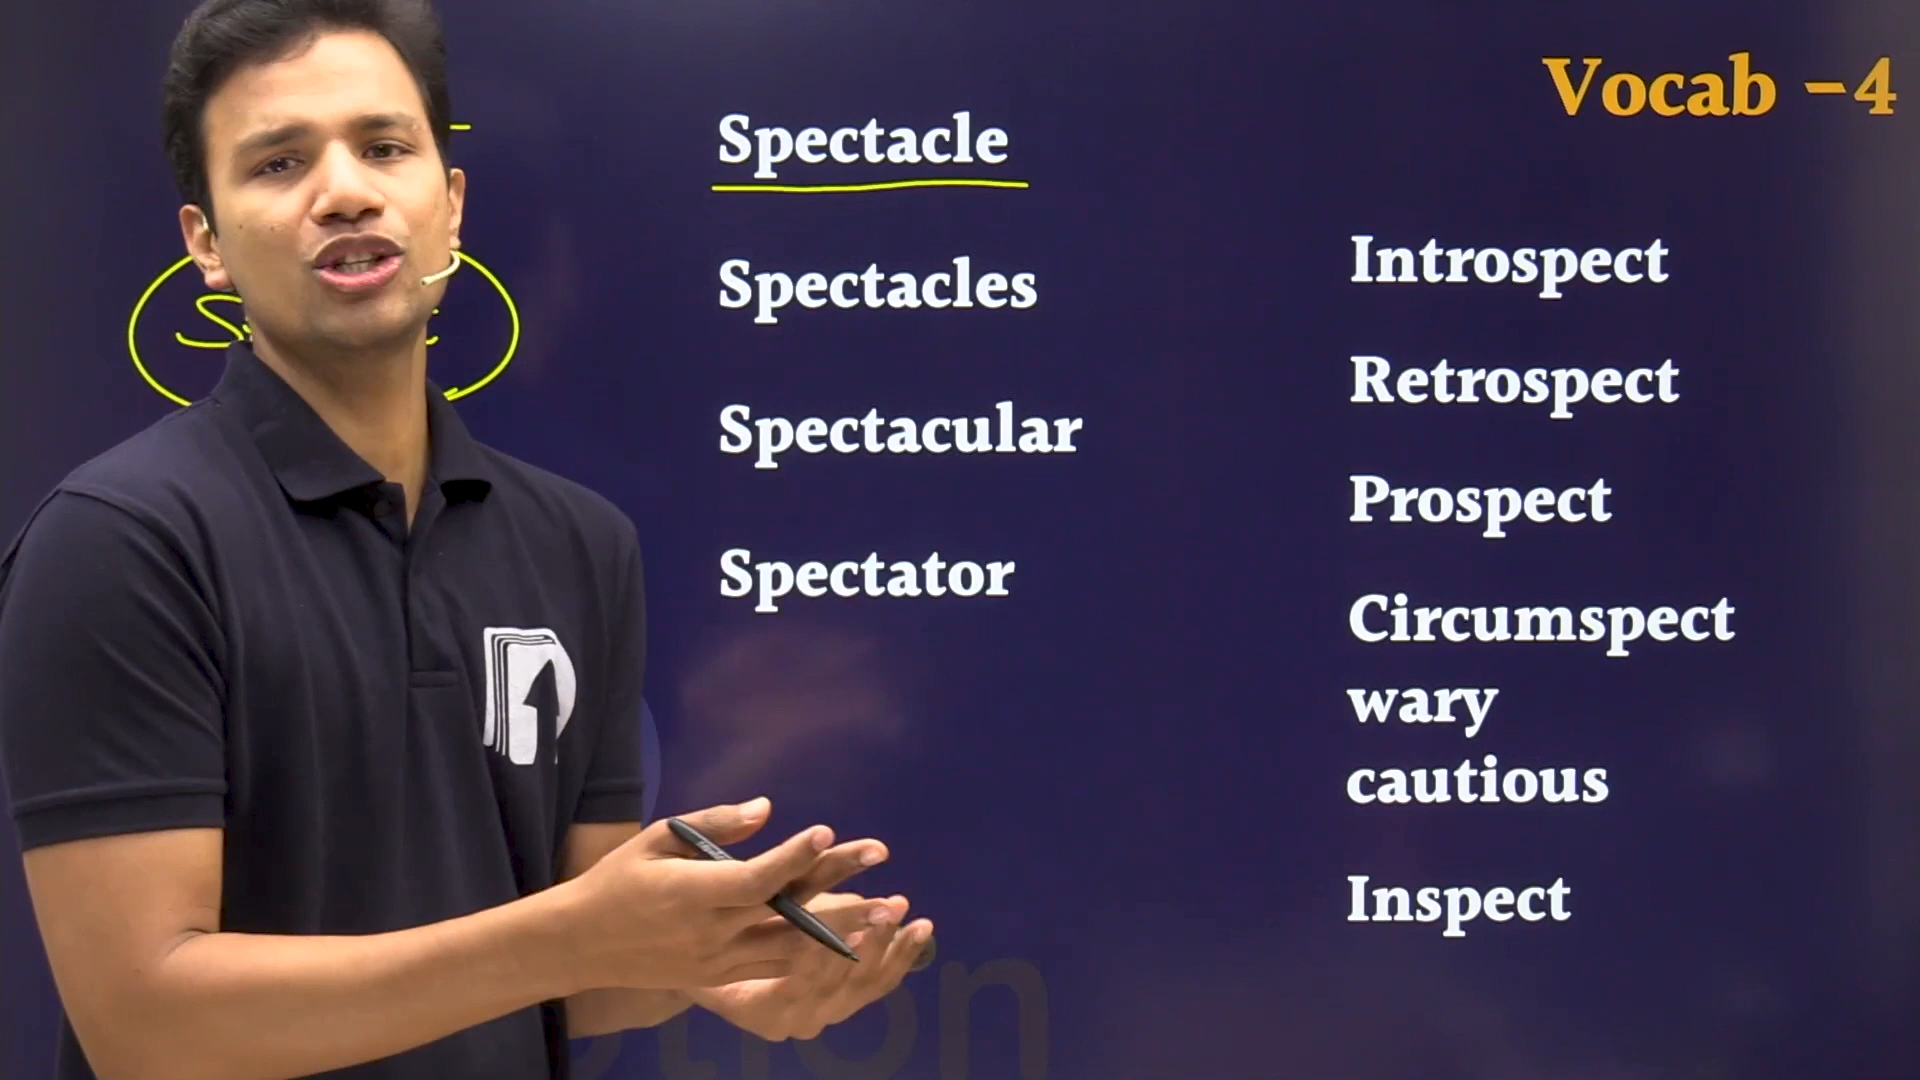 Vocab -4
Spectacle
Spectacles
Spectacular
Spectator
Introspect
Retrospect
Prospect
Circumspect
wary
cautious
Inspect